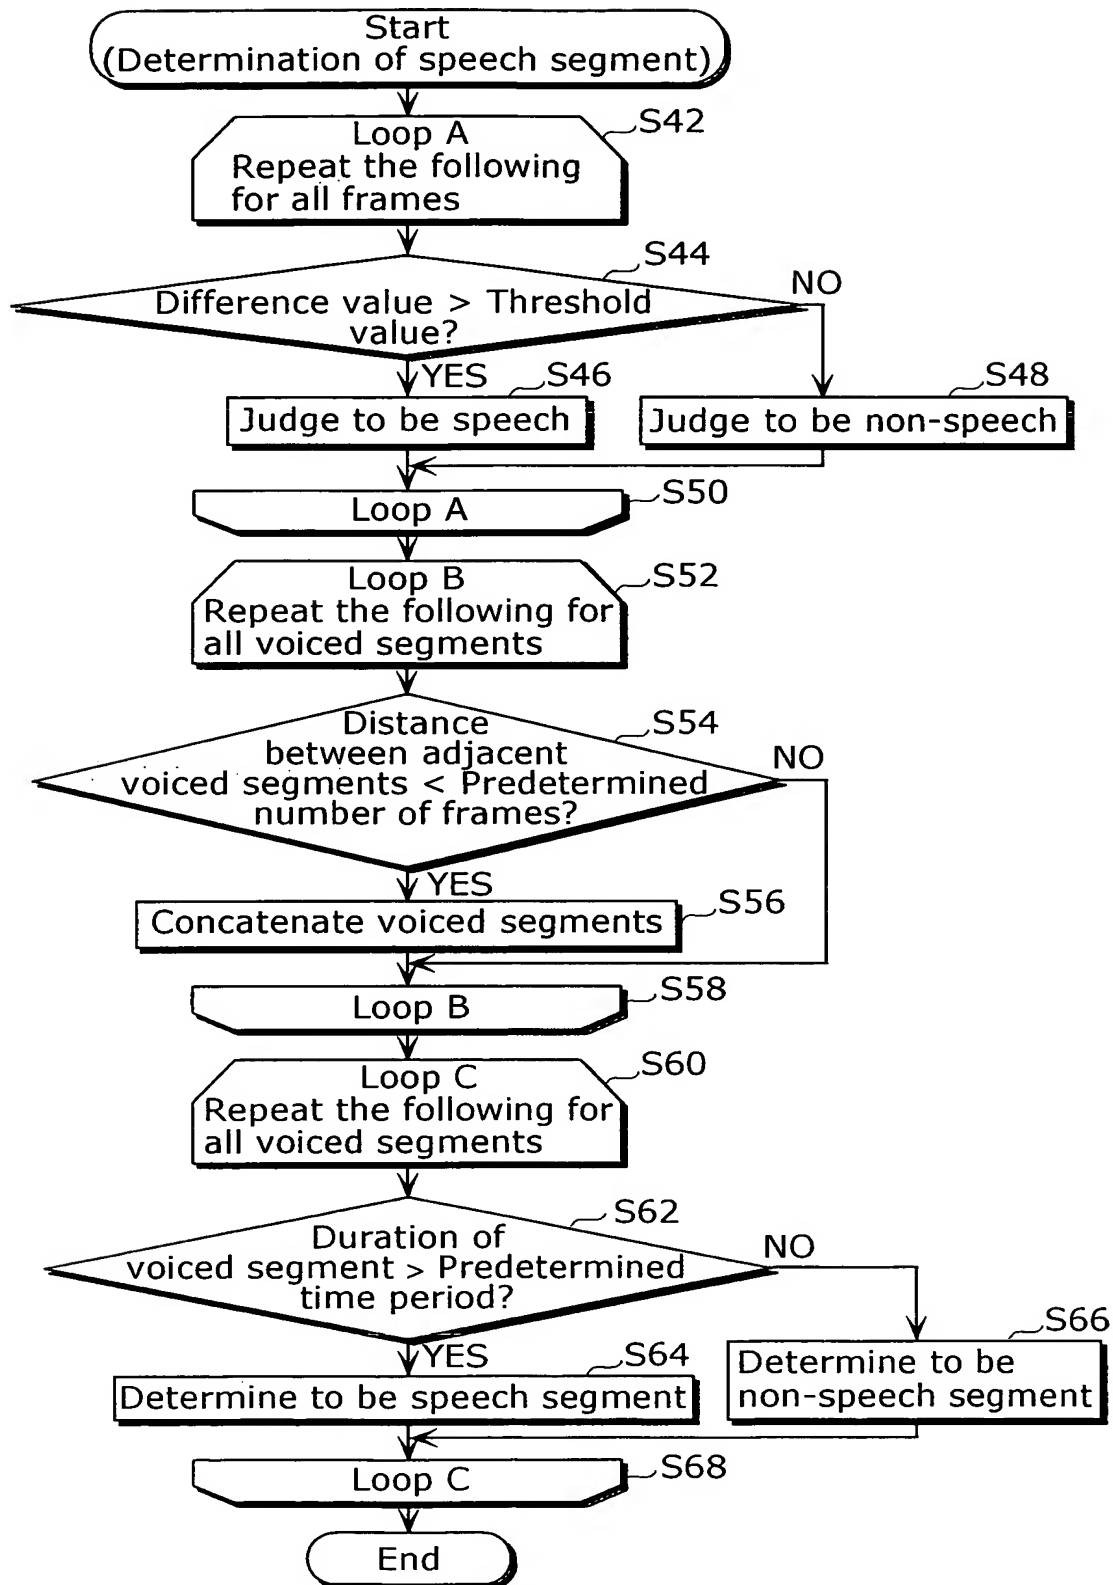 Start
(Determination of speech segment)
S42
Loop A
Repeat the following
for all frames
S44
NO
Difference value > Threshold
value?
YES
S46
S48
Judge to be speech
Judge to be non-speech
S50
Loop A
S52
Loop B
Repeat the following for
all voiced segments
S54
Distance
between adjacent
NO
voiced segments < Predetermined
number of frames?
YES
S56
Concatenate voiced segments
S58
Loop B
S60
Loop C
Repeat the following for
all voiced segments
S62
Duration of
NO
voiced segment > Predetermined
time period?
S66
YES
S64
Determine to be
Determine to be speech segment
non-speech segment
S68
Loop C
End